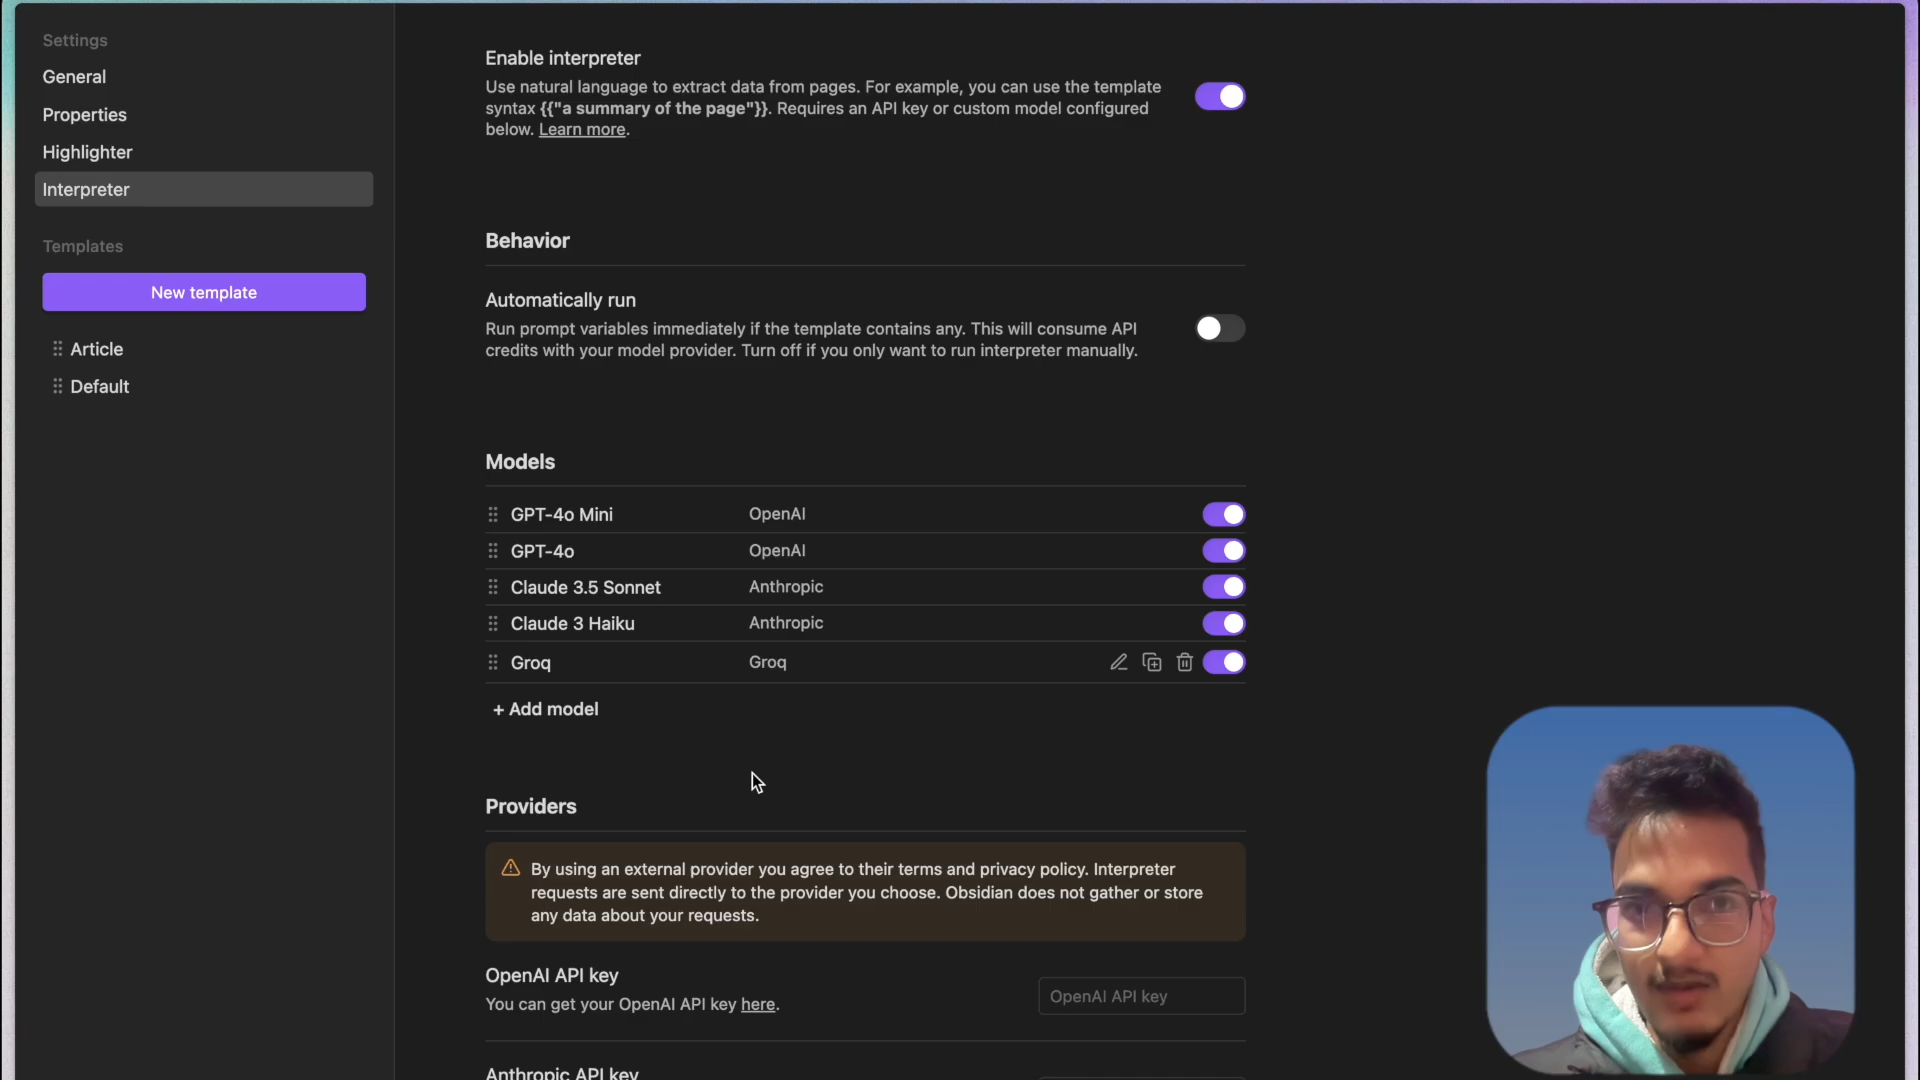 Settings
General
Properties
Highlighter
Interpreter
Templates
New template
Article
Default
Enable interpreter
Use natural language to extract data from pages. For example, you can use the template
syntax {{"a summary of the page"}}. Requires an API key or custom model configured
below. Learn more.
Behavior
Automatically run
Run prompt variables immediately if the template contains any. This will consume API
credits with your model provider. Turn off if you only want to run interpreter manually.
Models
GPT-4o Mini OpenAI
GPT-4o OpenAI
Claude 3.5 Sonnet Anthropic
Claude 3 Haiku Anthropic
Groq Groq
+ Add model
Providers
By using an external provider you agree to their terms and privacy policy. Interpreter
requests are sent directly to the provider you choose. Obsidian does not gather or store
any data about your requests.
OpenAI API key
You can get your OpenAI API key here.
OpenAI API key
Anthropic API key